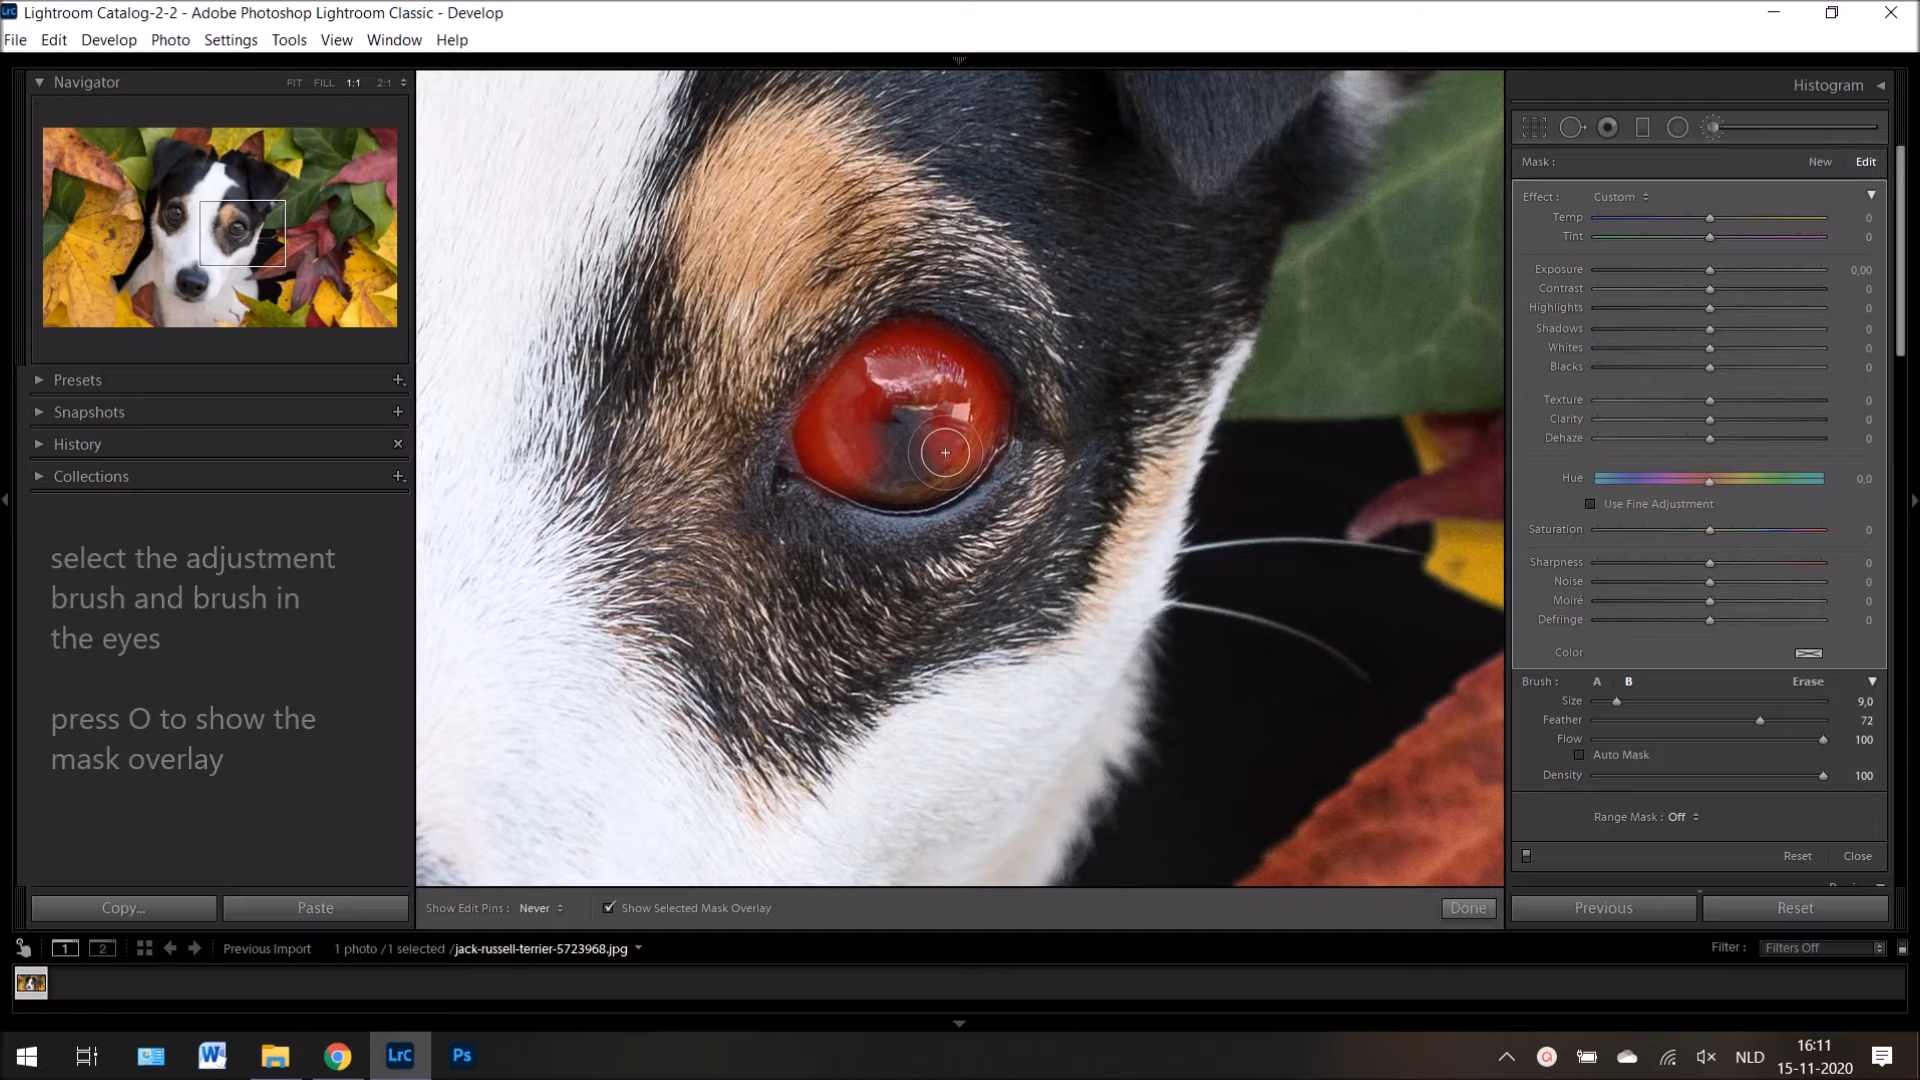 Lightroom Catalog-2-2 - Adobe Photoshop Lightroom Classic - Develop
File Edit Develop Photo Settings Tools View Window Help
Navigator FIT FILL 1:1 2:1
Histogram
Mask : New Edit
Effect : Custom
Temp 0
Tint 0
Exposure 0,00
Contrast 0
Highlights 0
Shadows 0
Whites 0
Blacks 0
Texture 0
Clarity 0
Dehaze 0
Hue 0,0
Use Fine Adjustment
Saturation 0
Sharpness 0
Noise 0
Moiré 0
Defringe 0
Color
Brush : A B Erase
Size 9,0
Feather 72
Flow 100
Auto Mask
Density 100
Range Mask : Off
Reset Close
Previous Reset
Presets
Snapshots
History
Collections
select the adjustment
brush and brush in
the eyes
press O to show the
mask overlay
Copy... Paste
Show Edit Pins : Never Show Selected Mask Overlay Done
1 2 Previous Import 1 photo / 1 selected / jack-russell-terrier-5723968.jpg Filter : Filters Off
LrC Ps
NLD
16:11
15-11-2020